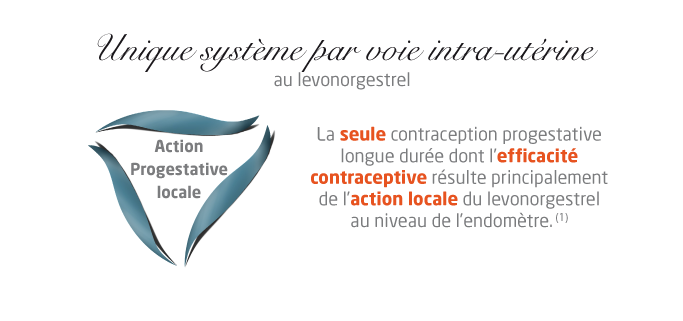 Unique système par voie intra-utérine
au levonorgestrel
Action
Progestative
locale
La seule contraception progestative
longue durée dont l'efficacité
contraceptive résulte principalement
de l'action locale du levonorgestrel
au niveau de l'endomètre. (1)